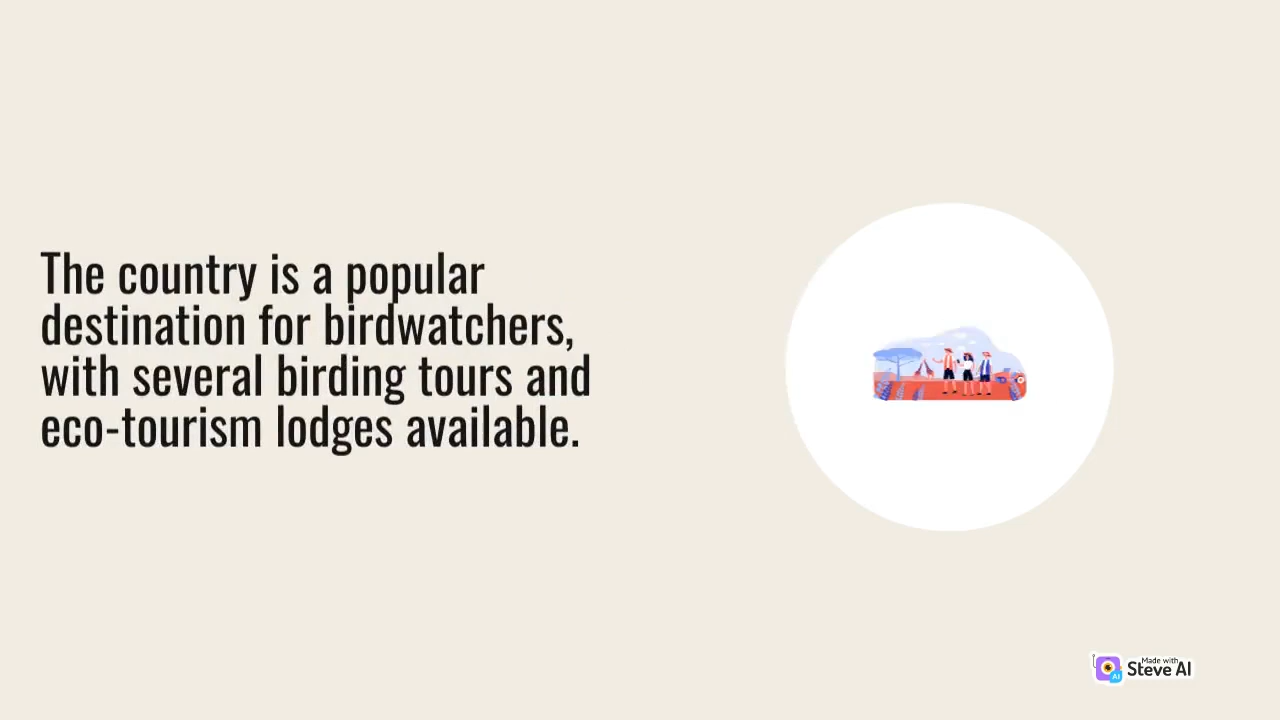 The country is a popular
destination for birdwatchers,
with several birding tours and
eco-tourism lodges available.
Made with
Steve AI
AI